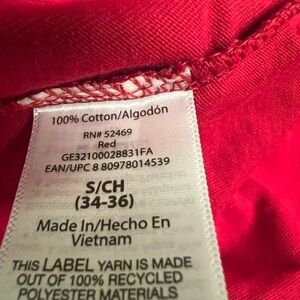 100% Cotton/Algodón
RN# 52469
Red
GE32100028831FA
EAN/UPC 8 80978014539
S/CH
(34-36)
Made In/Hecho En
Vietnam
THIS LABEL YARN IS MADE
OUT OF 100% RECYCLED
POLYESTER MATERIALS